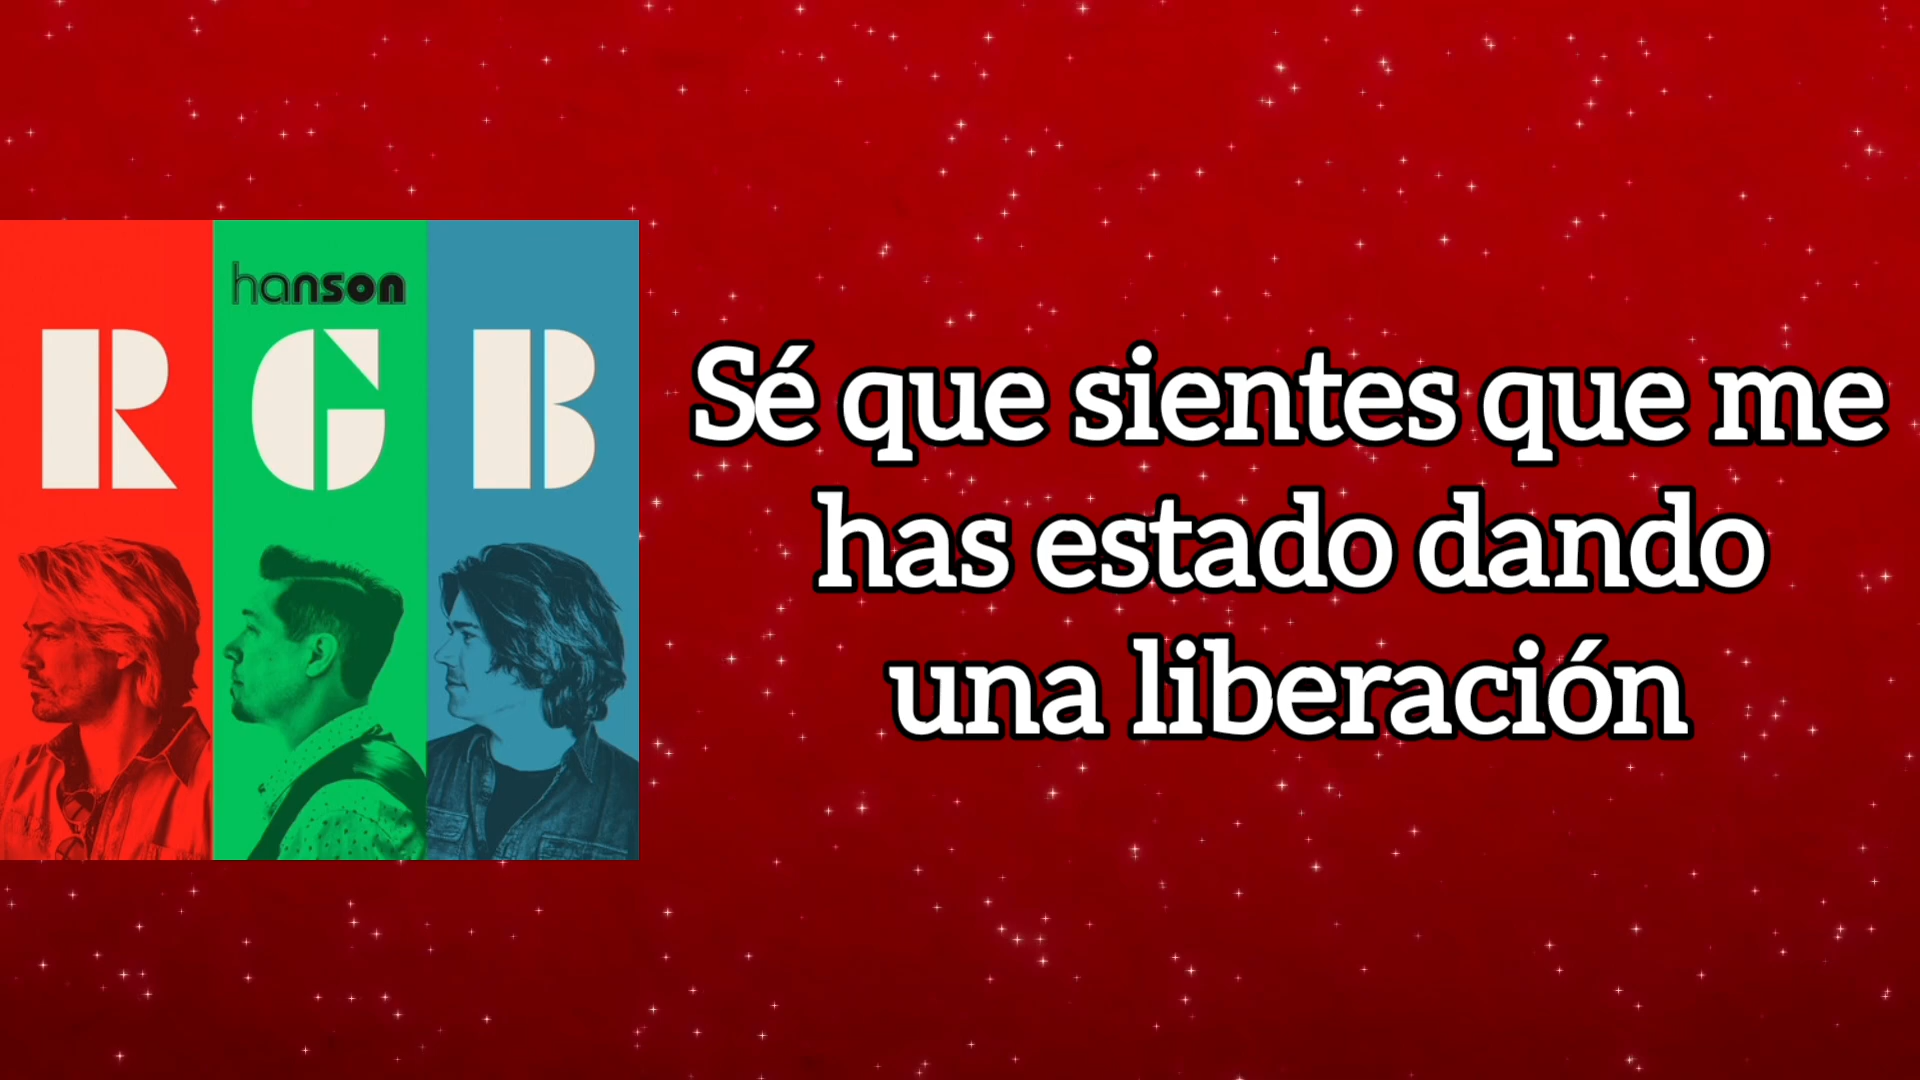 hanson
R G B
Sé que sientes que me
has estado dando
una liberación